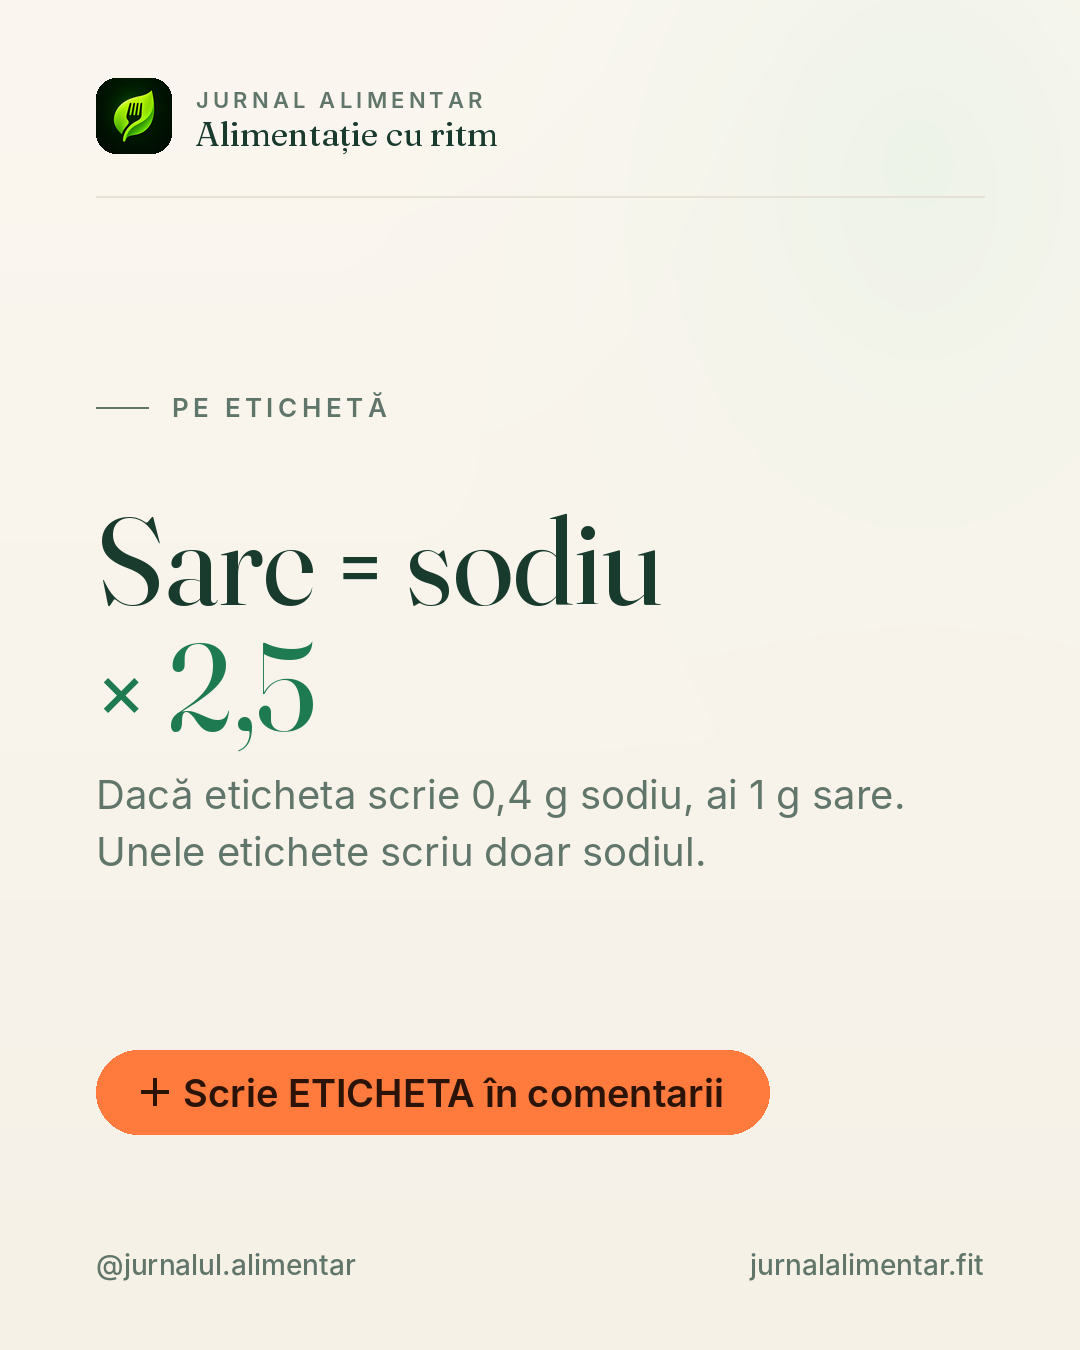 JURNAL ALIMENTAR
Alimentație cu ritm
PE ETICHETĂ
Sare = sodiu
× 2,5
Dacă eticheta scrie 0,4 g sodiu, ai 1 g sare.
Unele etichete scriu doar sodiul.
+ Scrie ETICHETA în comentarii
@jurnalul.alimentar
jurnalalimentar.fit